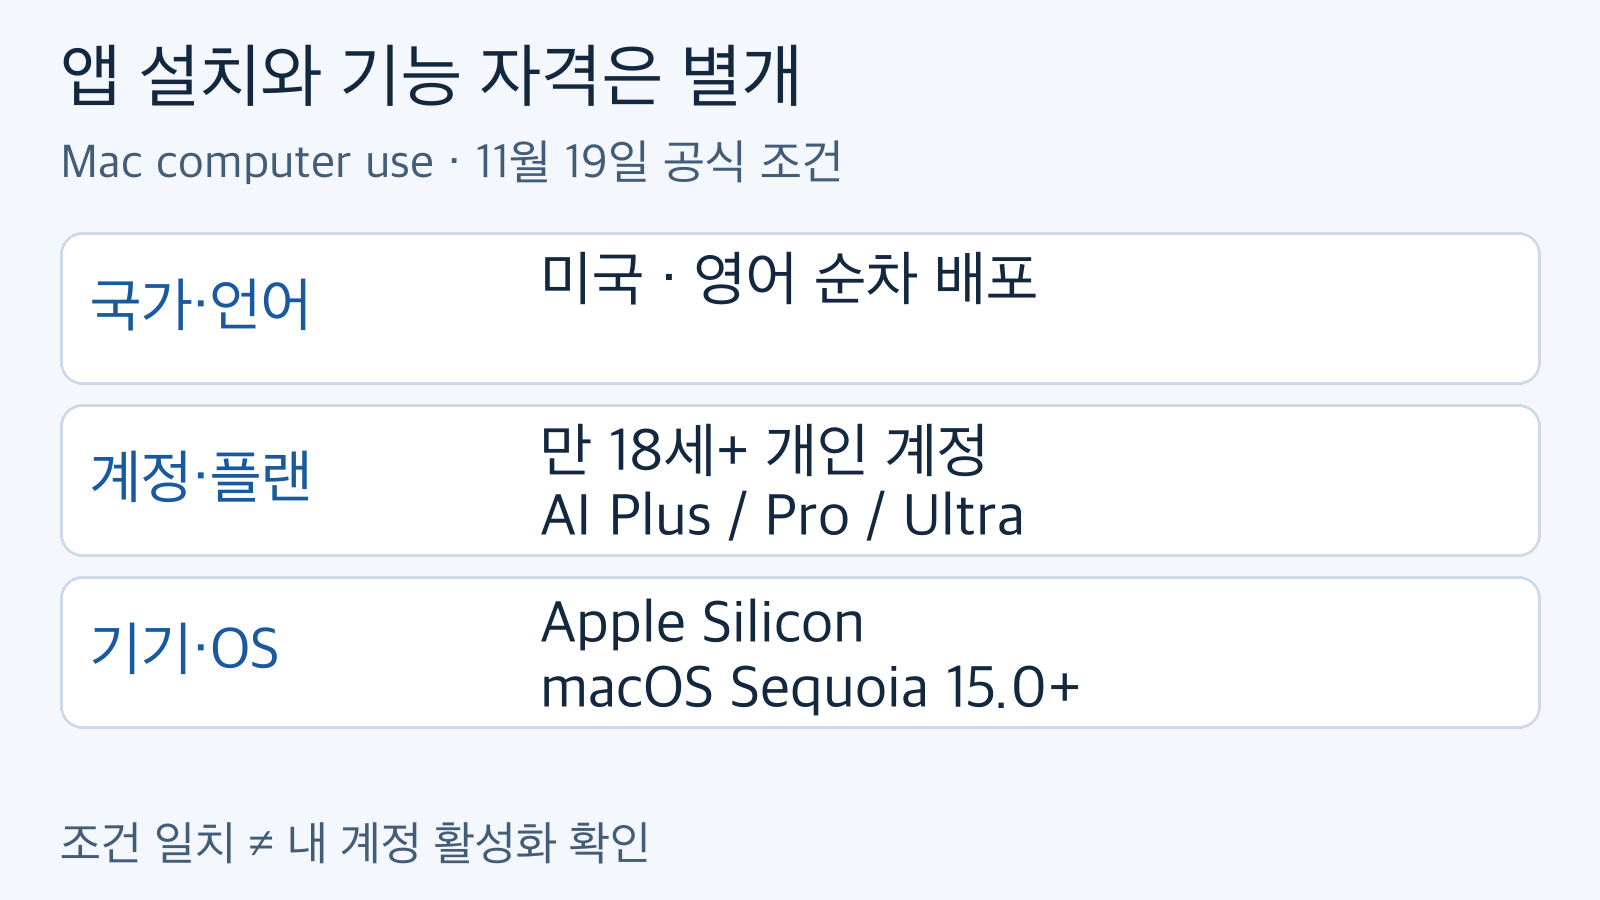 앱 설치와 기능 자격은 별개
Mac computer use · 11월 19일 공식 조건
국가·언어
미국 · 영어 순차 배포
계정·플랜
만 18세+ 개인 계정
AI Plus / Pro / Ultra
기기·OS
Apple Silicon
macOS Sequoia 15.0+
조건 일치 ≠ 내 계정 활성화 확인